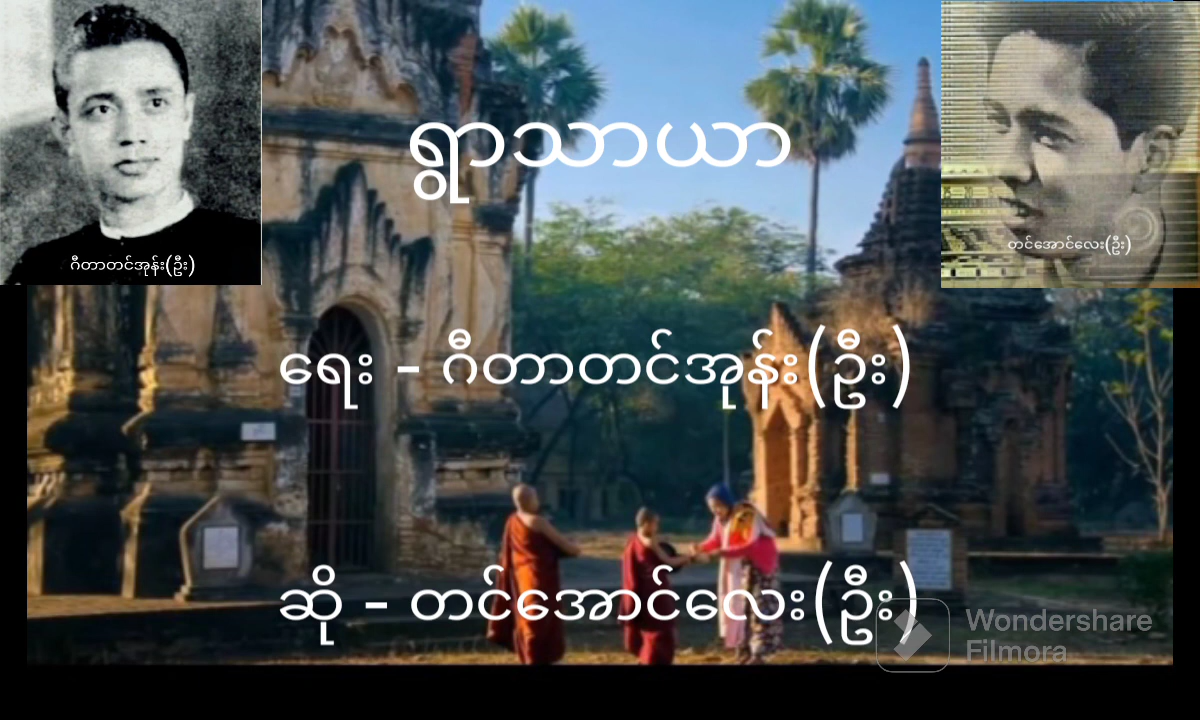 ရွာသာယာ
ဂီတာတင်အုန်း(ဦး)
တင်အောင်လေး(ဦး)
ရေး - ဂီတာတင်အုန်း(ဦး)
ဆို - တင်အောင်လေး(ဦး)
Wondershare
Filmora